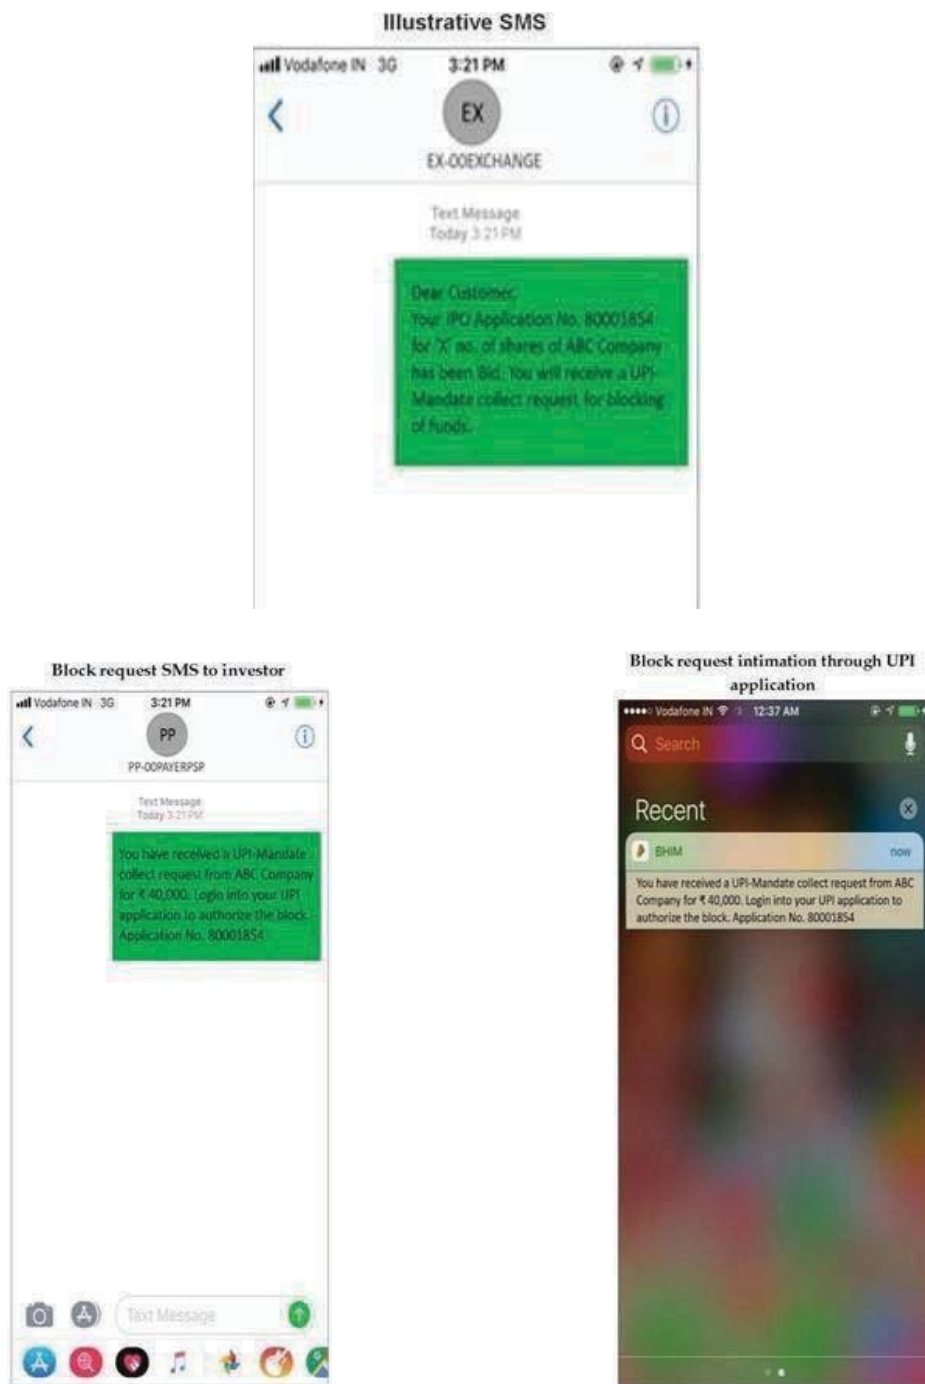 Illustrative SMS
Vodafone IN 3G 3:21 PM
EX
EX-OOEXCHANGE
Text Message
Today 3:21 PM
Dear Customer,
Your IPO Application No. 80001854
for 'X' no. of shares of ABC Company
has been Bid. You will receive a UPI-
Mandate collect request for blocking
of funds.
Block request SMS to investor
Vodafone IN 3G 3:21 PM
PP
PP-OOPAYERPSP
Text Message
Today 3:21 PM
You have received a UPI-Mandate
collect request from ABC Company
for ₹ 40,000. Login into your UPI
application to authorize the block.
Application No. 80001854
Text Message
Block request intimation through UPI
application
Vodafone IN 12:37 AM
Search
Recent
BHIM now
You have received a UPI-Mandate collect request from ABC
Company for ₹ 40,000. Login into your UPI application to
authorize the block. Application No. 80001854